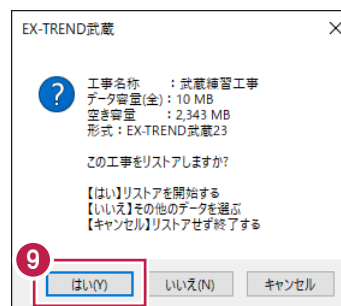 EX-TREND武蔵
工事名称　：武蔵練習工事
データ容量(全)：10 MB
空き容量　：2,343 MB
形式：EX-TREND武蔵23
この工事をリストアしますか?
【はい】リストアを開始する
【いいえ】その他のデータを選ぶ
【キャンセル】リストアせず終了する
9
はい(Y)　いいえ(N)　キャンセル